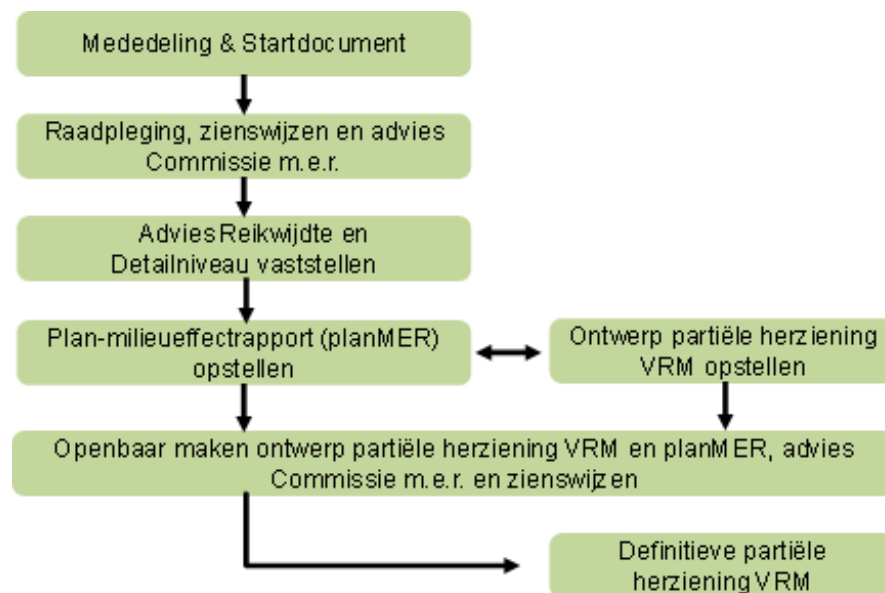 Mededeling & Startdocument
Raadpleging, zienswijzen en advies
Commissie m.e.r.
Advies Reikwijdte en
Detailniveau vaststellen
Plan-milieueffectrapport (planMER)
opstellen
Ontwerp partiële herziening
VRM opstellen
Openbaar maken ontwerp partiële herziening VRM en planMER, advies
Commissie m.e.r. en zienswijzen
Definitieve partiële
herziening VRM